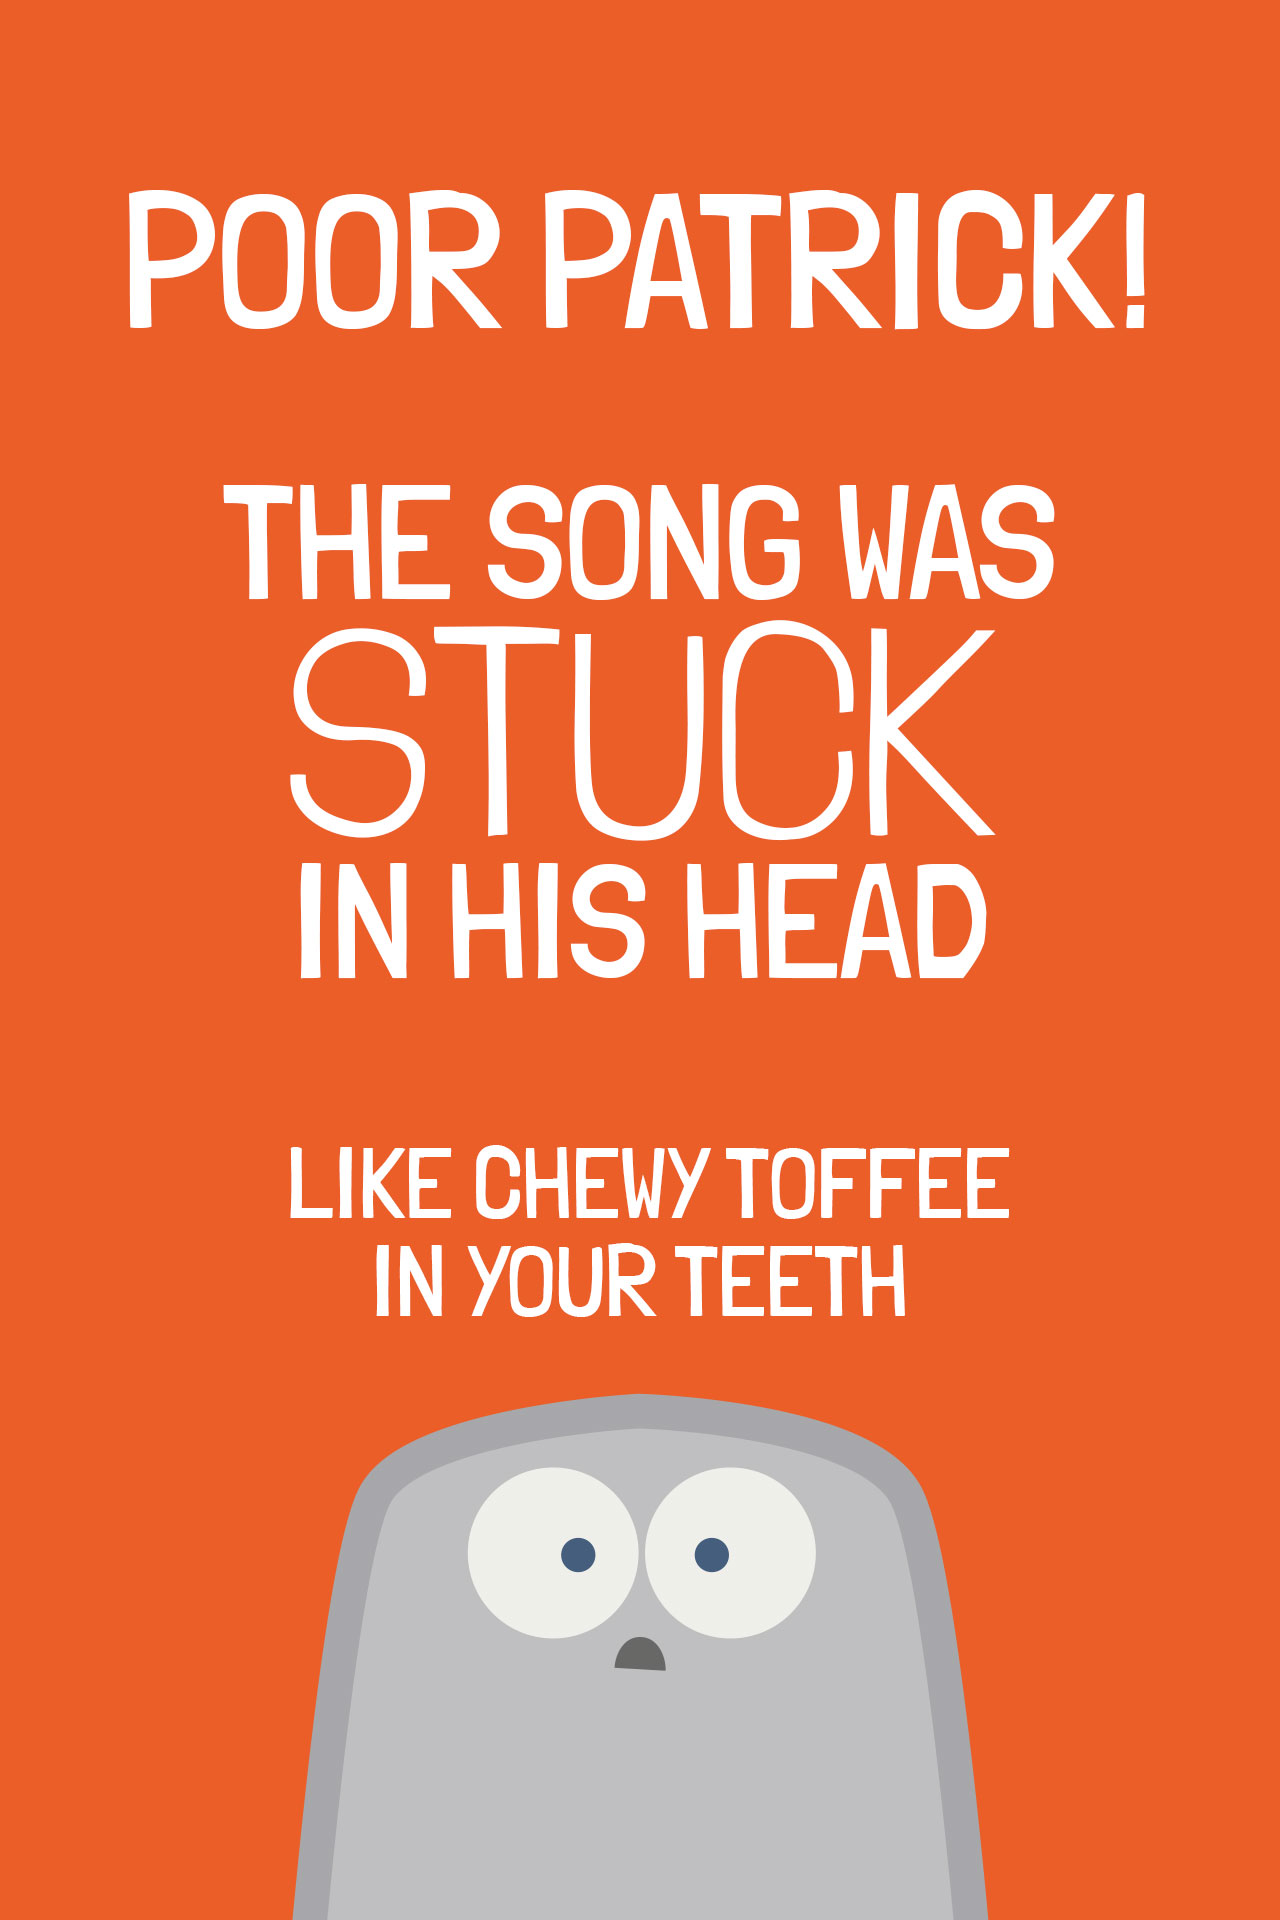 POOR PATRICK!
THE SONG WAS
STUCK
IN HIS HEAD
LIKE CHEWY TOFFEE
IN YOUR TEETH